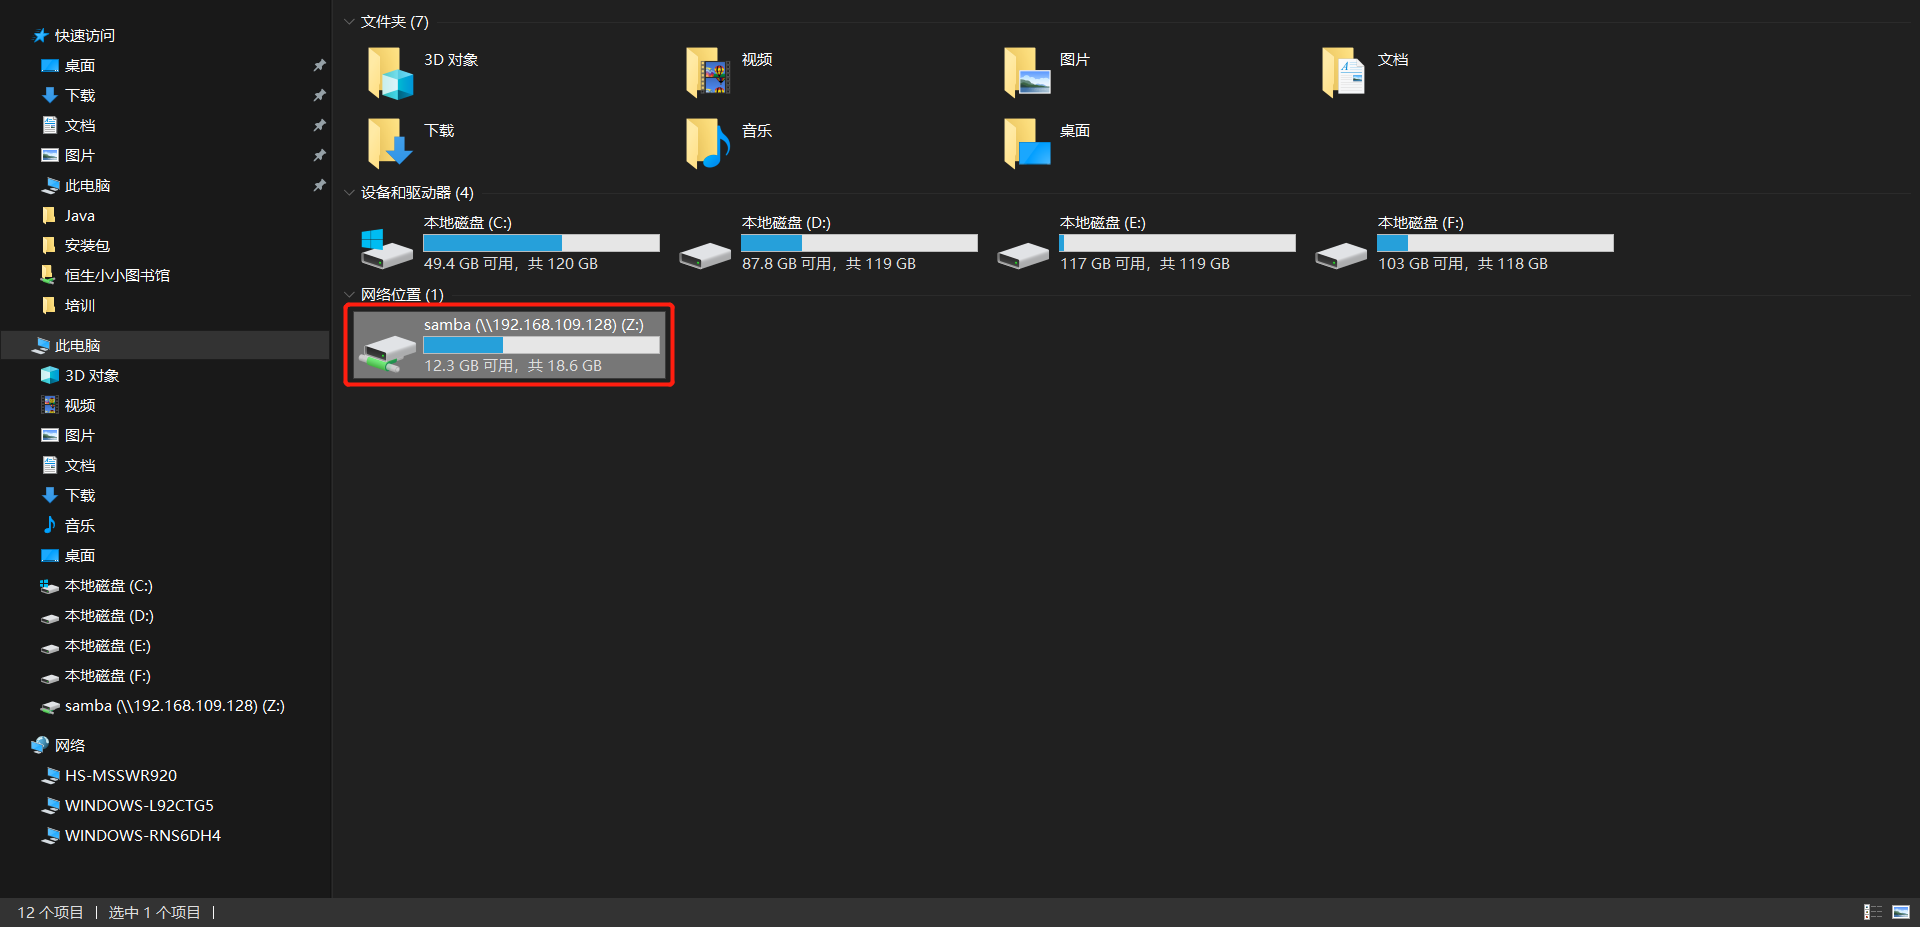 快速访问
桌面
下载
文档
图片
此电脑
Java
安装包
恒生小小图书馆
培训
此电脑
3D 对象
视频
图片
文档
下载
音乐
桌面
本地磁盘 (C:)
本地磁盘 (D:)
本地磁盘 (E:)
本地磁盘 (F:)
samba (\\192.168.109.128) (Z:)
网络
HS-MSSWR920
WINDOWS-L92CTG5
WINDOWS-RNS6DH4
文件夹 (7)
3D 对象
视频
图片
文档
下载
音乐
桌面
设备和驱动器 (4)
本地磁盘 (C:)
49.4 GB 可用，共 120 GB
本地磁盘 (D:)
87.8 GB 可用，共 119 GB
本地磁盘 (E:)
117 GB 可用，共 119 GB
本地磁盘 (F:)
103 GB 可用，共 118 GB
网络位置 (1)
samba (\\192.168.109.128) (Z:)
12.3 GB 可用，共 18.6 GB
12 个项目
选中 1 个项目